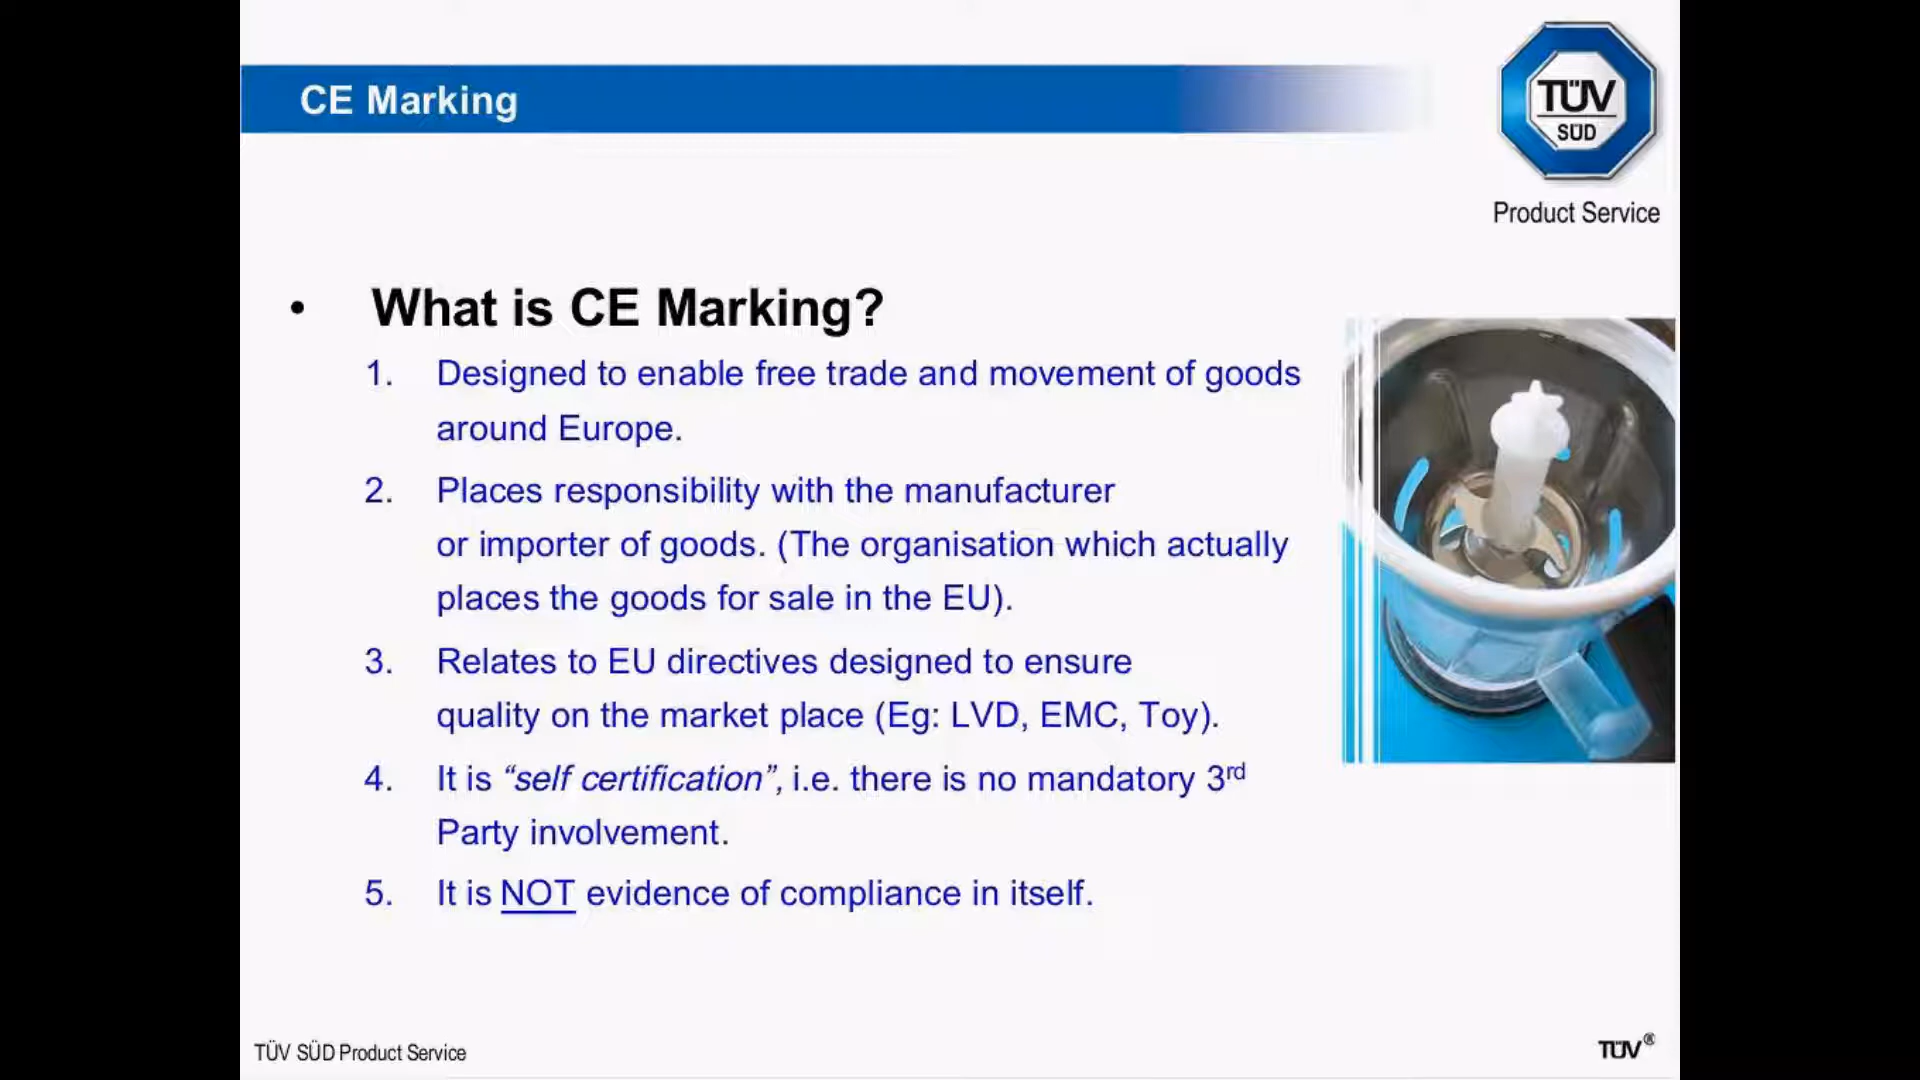 CE Marking
TÜV
SÜD
Product Service
• What is CE Marking?
1. Designed to enable free trade and movement of goods
around Europe.
2. Places responsibility with the manufacturer
or importer of goods. (The organisation which actually
places the goods for sale in the EU).
3. Relates to EU directives designed to ensure
quality on the market place (Eg: LVD, EMC, Toy).
4. It is “self certification”, i.e. there is no mandatory 3rd
Party involvement.
5. It is NOT evidence of compliance in itself.
TÜV SÜD Product Service
TÜV®